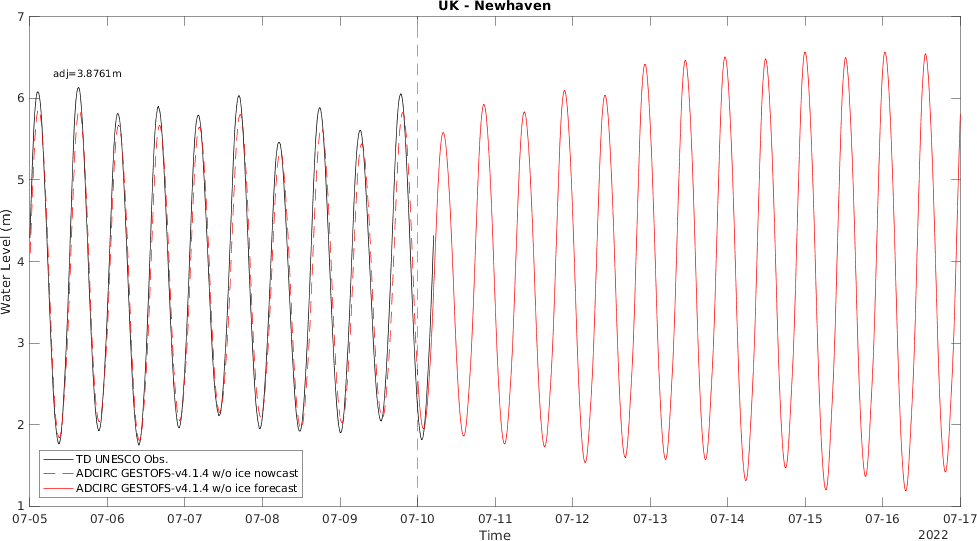 UK - Newhaven
adj=3.8761m
Water Level (m)
7
6
5
4
3
2
1
TD UNESCO Obs.
ADCIRC GESTOFS-v4.1.4 w/o ice nowcast
ADCIRC GESTOFS-v4.1.4 w/o ice forecast
07-05 07-06 07-07 07-08 07-09 07-10 07-11 07-12 07-13 07-14 07-15 07-16 07-17
Time
2022